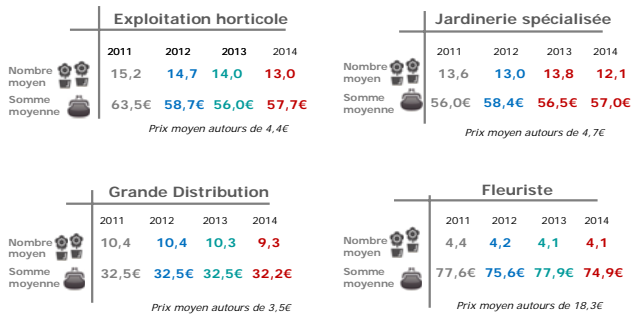 Exploitation horticole
2011 2012 2013 2014
Nombre moyen 15,2 14,7 14,0 13,0
Somme moyenne 63,5€ 58,7€ 56,0€ 57,7€
Prix moyen autours de 4,4€
Jardinerie spécialisée
2011 2012 2013 2014
Nombre moyen 13,6 13,0 13,8 12,1
Somme moyenne 56,0€ 58,4€ 56,5€ 57,0€
Prix moyen autours de 4,7€
Grande Distribution
2011 2012 2013 2014
Nombre moyen 10,4 10,4 10,3 9,3
Somme moyenne 32,5€ 32,5€ 32,5€ 32,2€
Prix moyen autours de 3,5€
Fleuriste
2011 2012 2013 2014
Nombre moyen 4,4 4,2 4,1 4,1
Somme moyenne 77,6€ 75,6€ 77,9€ 74,9€
Prix moyen autours de 18,3€